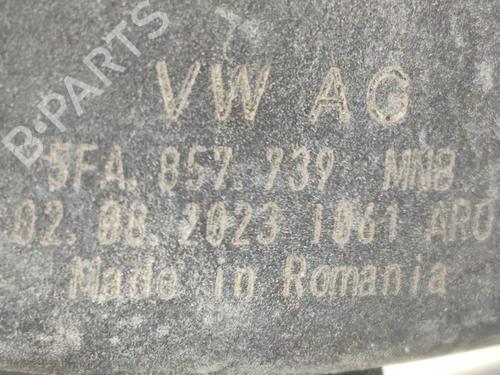 B-PARTS
VW AG
5FA. 857. 739 MNB
02. 08. 2023 1061 ARO
Made in Romania